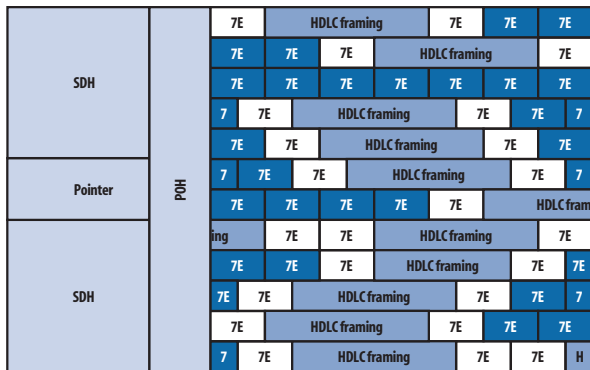 7E HDLC framing 7E 7E 7E
7E 7E 7E HDLC framing 7E
SDH 7E 7E 7E 7E 7E 7E 7E
7 7E HDLC framing 7E 7E 7
7E 7E HDLC framing 7E 7E
Pointer POH 7 7E 7E HDLC framing 7E 7
7E 7E 7E 7E 7E HDLC fram
ing 7E 7E HDLC framing 7E
7E 7E 7E HDLC framing 7E 7E
SDH 7E 7E HDLC framing 7E 7E 7
7E HDLC framing 7E 7E 7E
7 7E HDLC framing 7E 7E H